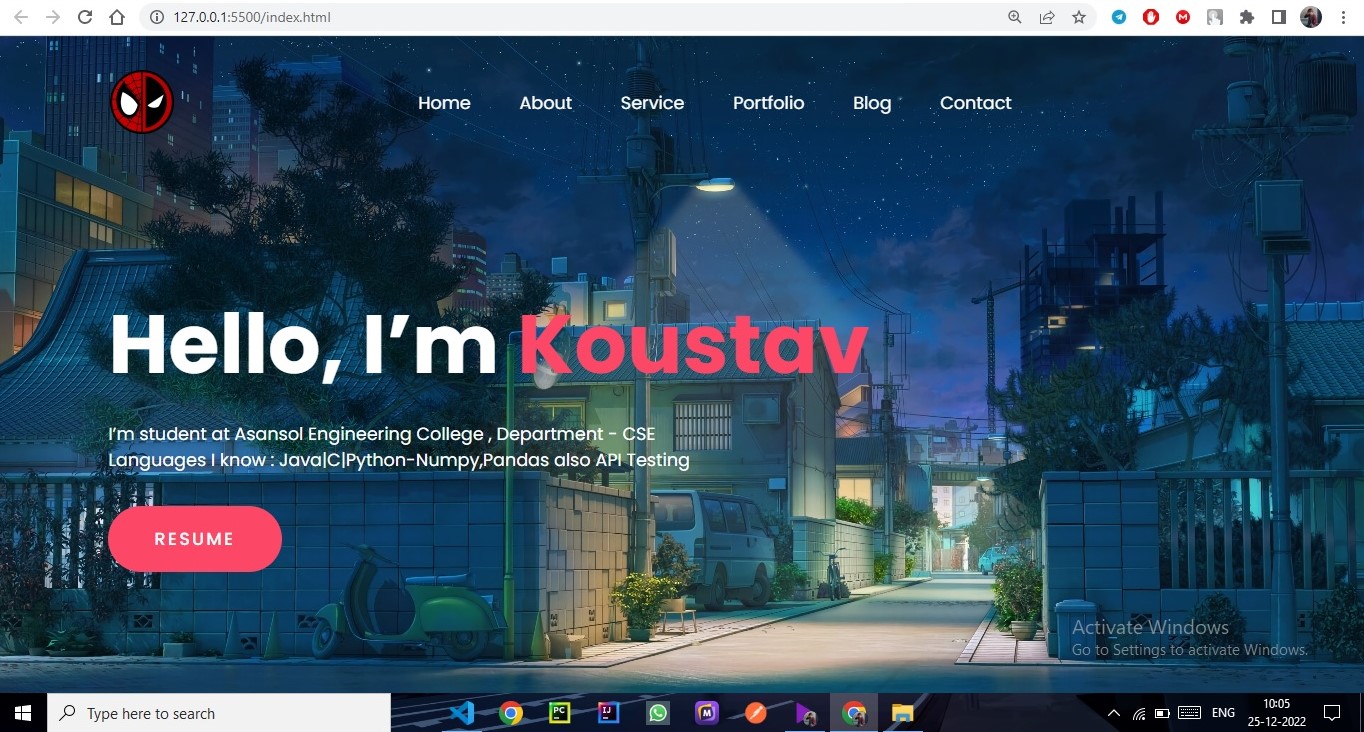 127.0.0.1:5500/index.html
Home About Service Portfolio Blog Contact
Hello, I’m Koustav
I’m student at Asansol Engineering College , Department - CSE
Languages I know : Java|C|Python-Numpy,Pandas also API Testing
RESUME
Activate Windows
Go to Settings to activate Windows.
Type here to search
PC
IJ
M
ENG
10:05
25-12-2022